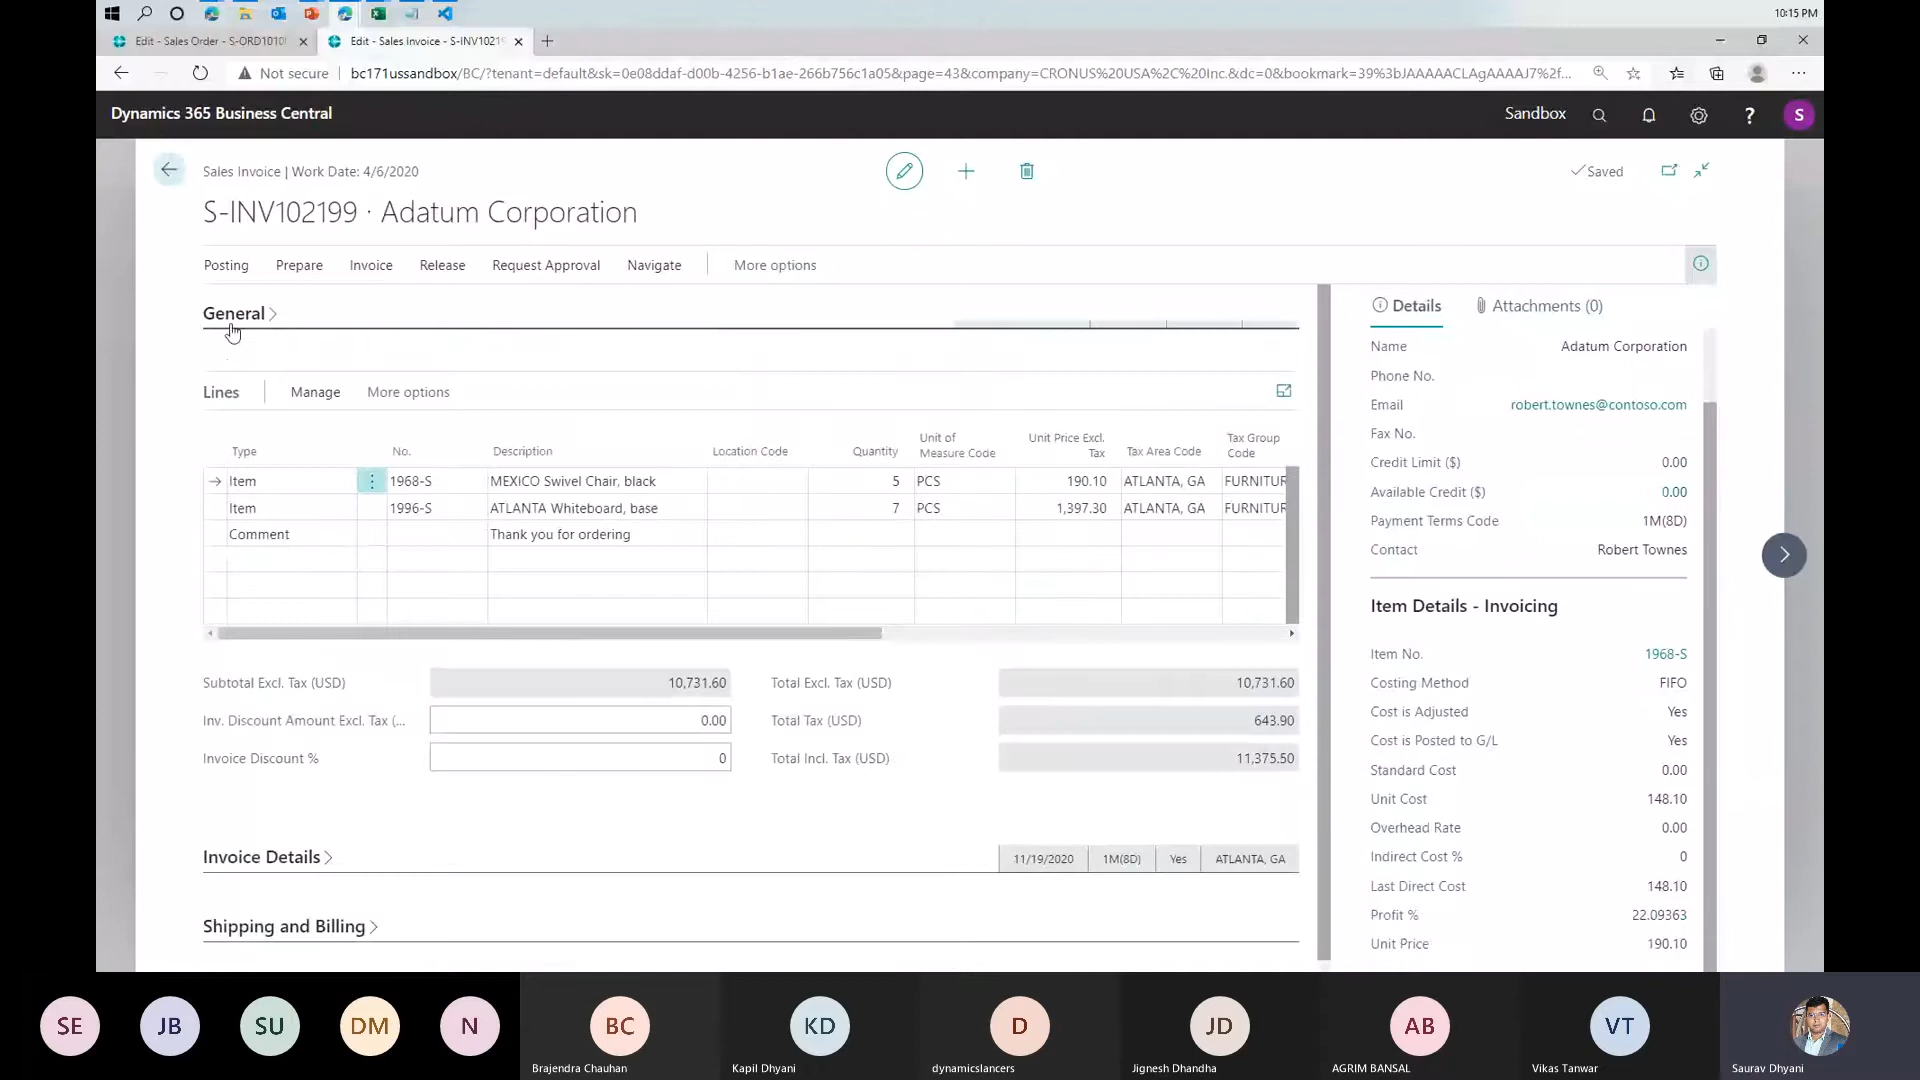 10:15 PM
Edit - Sales Order - S-ORD1010
Edit - Sales Invoice - S-INV10219
Not secure
bc171ussandbox/BC/?tenant=default&sk=0e08ddaf-d00b-4256-b1ae-266b756c1a05&page=43&company=CRONUS%20USA%2C%20Inc.&dc=0&bookmark=39%3bJAAAAACLAgAAAAJ7%2f...
Dynamics 365 Business Central
Sandbox
S
Sales Invoice | Work Date: 4/6/2020
Saved
S-INV102199 · Adatum Corporation
Posting Prepare Invoice Release Request Approval Navigate More options
General
Lines Manage More options
Type No. Description Location Code Quantity Unit of Measure Code Unit Price Excl. Tax Tax Area Code Tax Group Code
Item 1968-S MEXICO Swivel Chair, black 5 PCS 190.10 ATLANTA, GA FURNITUR
Item 1996-S ATLANTA Whiteboard, base 7 PCS 1,397.30 ATLANTA, GA FURNITUR
Comment Thank you for ordering
Subtotal Excl. Tax (USD) 10,731.60 Total Excl. Tax (USD) 10,731.60
Inv. Discount Amount Excl. Tax (... 0.00 Total Tax (USD) 643.90
Invoice Discount % 0 Total Incl. Tax (USD) 11,375.50
Invoice Details 11/19/2020 1M(8D) Yes ATLANTA, GA
Shipping and Billing
Details Attachments (0)
Name Adatum Corporation
Phone No.
Email robert.townes@contoso.com
Fax No.
Credit Limit ($) 0.00
Available Credit ($) 0.00
Payment Terms Code 1M(8D)
Contact Robert Townes
Item Details - Invoicing
Item No. 1968-S
Costing Method FIFO
Cost is Adjusted Yes
Cost is Posted to G/L Yes
Standard Cost 0.00
Unit Cost 148.10
Overhead Rate 0.00
Indirect Cost % 0
Last Direct Cost 148.10
Profit % 22.09363
Unit Price 190.10
SE JB SU DM N BC KD D JD AB VT
Brajendra Chauhan Kapil Dhyani dynamicslancers Jignesh Dhandha AGRIM BANSAL Vikas Tanwar Saurav Dhyani